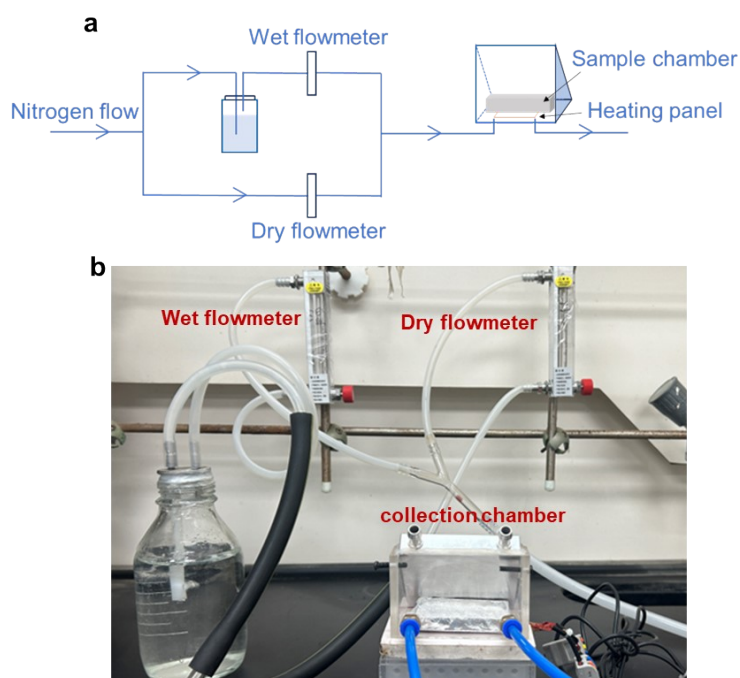 a
Wet flowmeter
Sample chamber
Nitrogen flow
Heating panel
Dry flowmeter
b
Wet flowmeter
Dry flowmeter
collection chamber